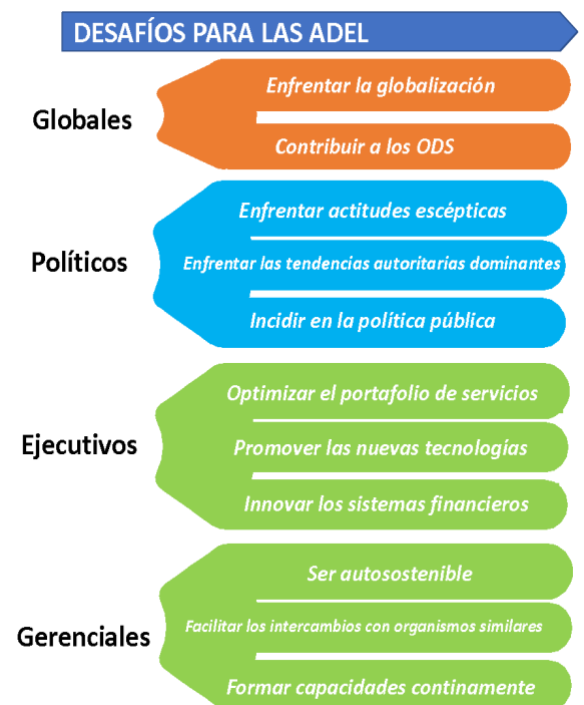 DESAFÍOS PARA LAS ADEL
Globales
Enfrentar la globalización
Contribuir a los ODS
Políticos
Enfrentar actitudes escépticas
Enfrentar las tendencias autoritarias dominantes
Incidir en la política pública
Ejecutivos
Optimizar el portafolio de servicios
Promover las nuevas tecnologías
Innovar los sistemas financieros
Gerenciales
Ser autosostenible
Facilitar los intercambios con organismos similares
Formar capacidades continamente